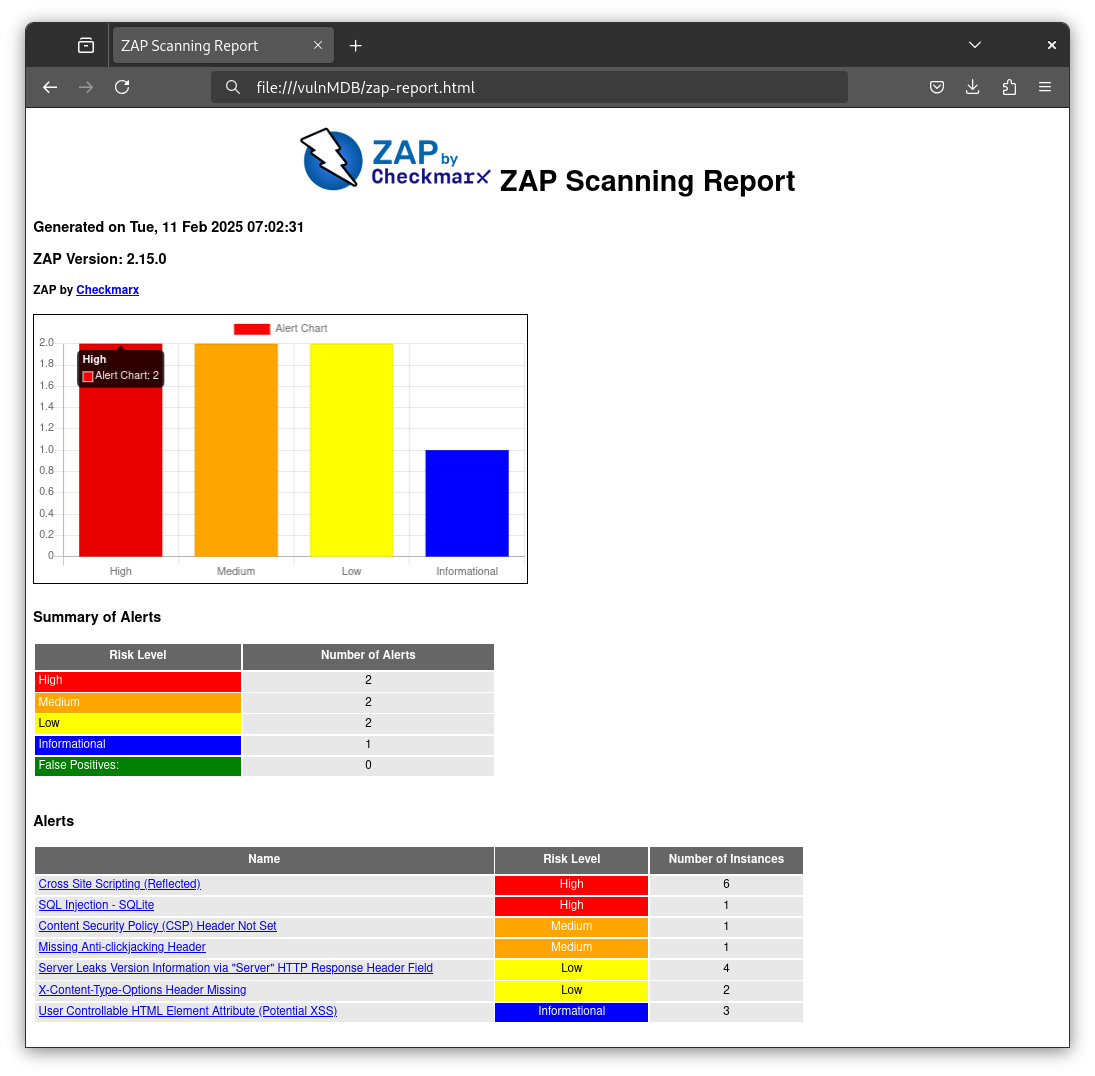 ZAP Scanning Report
file:///vulnMDB/zap-report.html
ZAP by
Checkmarx ZAP Scanning Report
Generated on Tue, 11 Feb 2025 07:02:31
ZAP Version: 2.15.0
ZAP by Checkmarx
Alert Chart
2.0
High
1.8
Alert Chart: 2
1.6
1.4
1.2
1.0
0.8
0.6
0.4
0.2
0
High Medium Low Informational
Summary of Alerts
Risk Level Number of Alerts
High 2
Medium 2
Low 2
Informational 1
False Positives: 0
Alerts
Name Risk Level Number of Instances
Cross Site Scripting (Reflected) High 6
SQL Injection - SQLite High 1
Content Security Policy (CSP) Header Not Set Medium 1
Missing Anti-clickjacking Header Medium 1
Server Leaks Version Information via "Server" HTTP Response Header Field Low 4
X-Content-Type-Options Header Missing Low 2
User Controllable HTML Element Attribute (Potential XSS) Informational 3